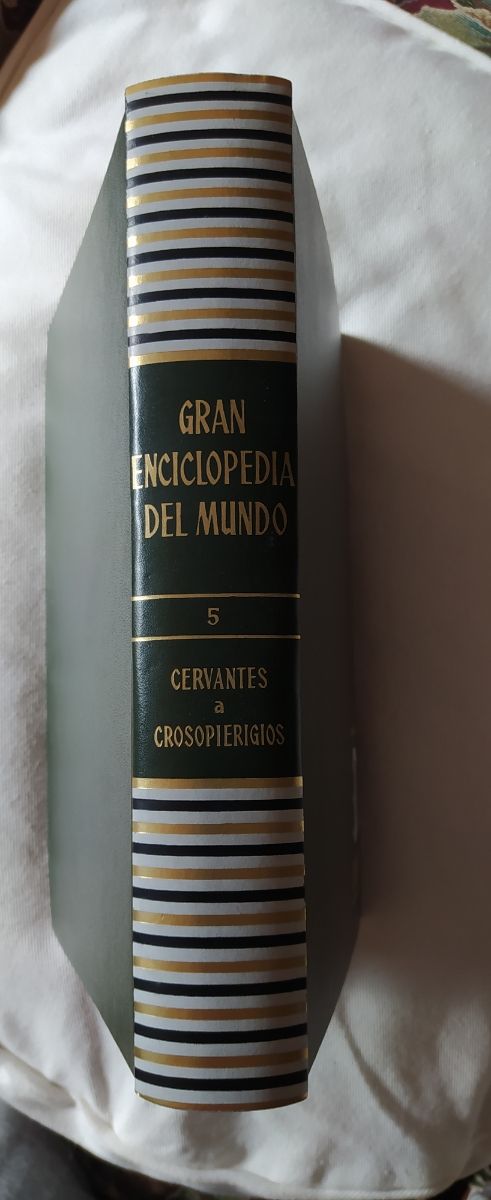 GRAN
ENCICLOPEDIA
DEL MUNDO
5
CERVANTES
a
CROSOPIERIGIOS